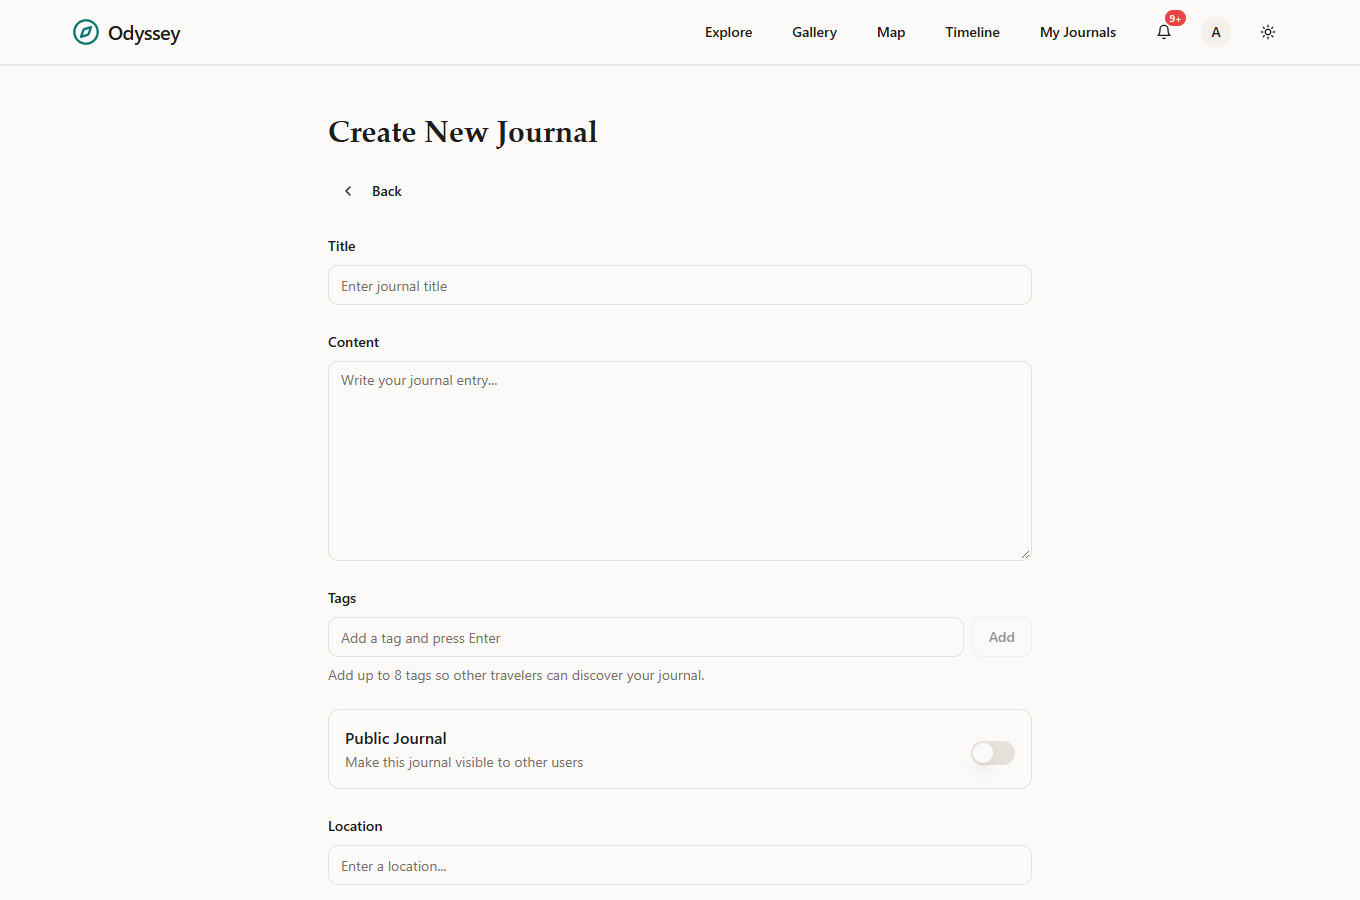 Odyssey
Explore
Gallery
Map
Timeline
My Journals
9+
A
Create New Journal
Back
Title
Enter journal title
Content
Write your journal entry...
Tags
Add a tag and press Enter
Add
Add up to 8 tags so other travelers can discover your journal.
Public Journal
Make this journal visible to other users
Location
Enter a location...